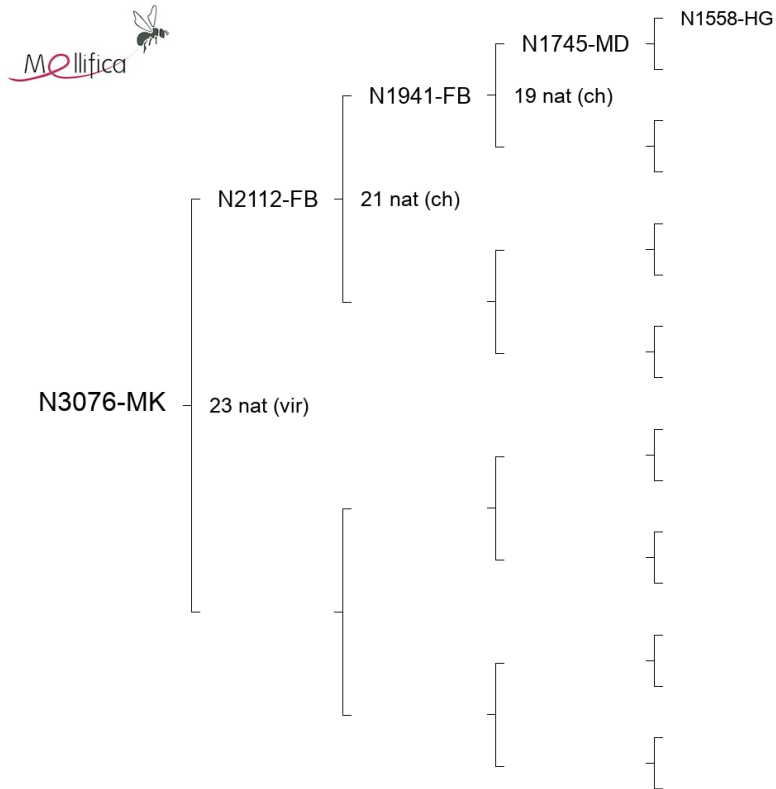 Mellifica
N1558-HG
N1745-MD
N1941-FB
19 nat (ch)
N2112-FB
21 nat (ch)
N3076-MK
23 nat (vir)